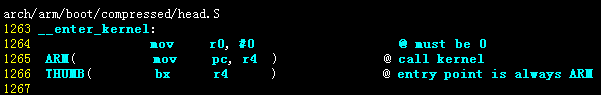 arch/arm/boot/compressed/head.S
1263 __enter_kernel:
1264 mov r0, #0 @ must be 0
1265 ARM( mov pc, r4 ) @ call kernel
1266 THUMB( bx r4 ) @ entry point is always ARM
1267